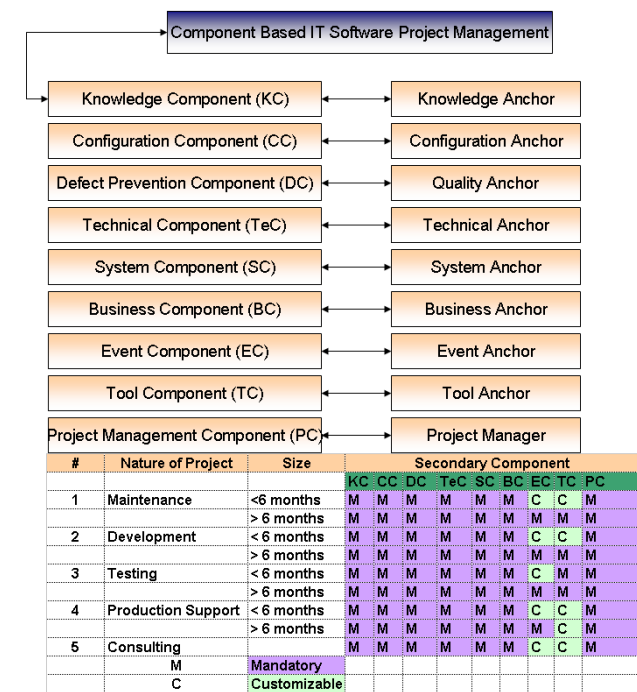 Component Based IT Software Project Management
Knowledge Component (KC) Knowledge Anchor
Configuration Component (CC) Configuration Anchor
Defect Prevention Component (DC) Quality Anchor
Technical Component (TeC) Technical Anchor
System Component (SC) System Anchor
Business Component (BC) Business Anchor
Event Component (EC) Event Anchor
Tool Component (TC) Tool Anchor
Project Management Component (PC) Project Manager
# Nature of Project Size Secondary Component
KC CC DC TeC SC BC EC TC PC
1 Maintenance <6 months M M M M M M C C M
> 6 months M M M M M M M M M
2 Development < 6 months M M M M M M C C M
> 6 months M M M M M M M M M
3 Testing < 6 months M M M M M M C M M
> 6 months M M M M M M M M M
4 Production Support < 6 months M M M M M M C C M
> 6 months M M M M M M M C M
5 Consulting M M M M M M C C M
M Mandatory
C Customizable